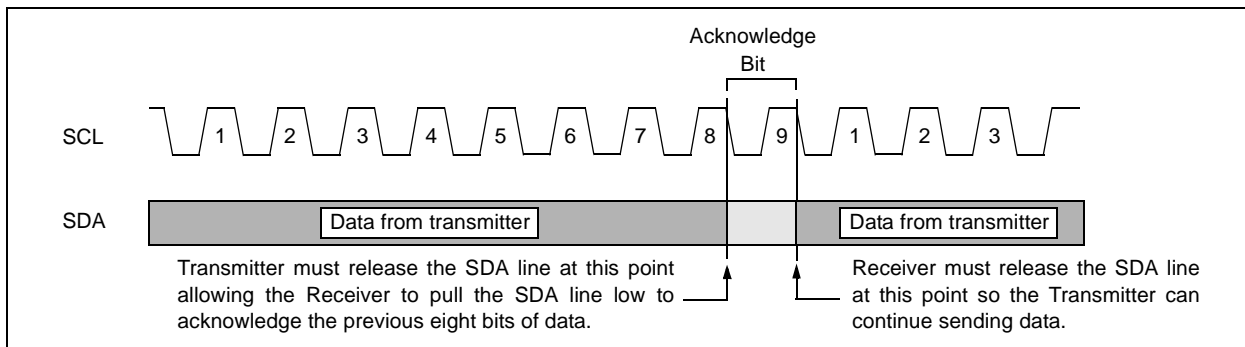 Acknowledge
Bit
SCL
1 2 3 4 5 6 7 8 9 1 2 3
SDA
Data from transmitter
Data from transmitter
Transmitter must release the SDA line at this point
allowing the Receiver to pull the SDA line low to
acknowledge the previous eight bits of data.
Receiver must release the SDA line
at this point so the Transmitter can
continue sending data.